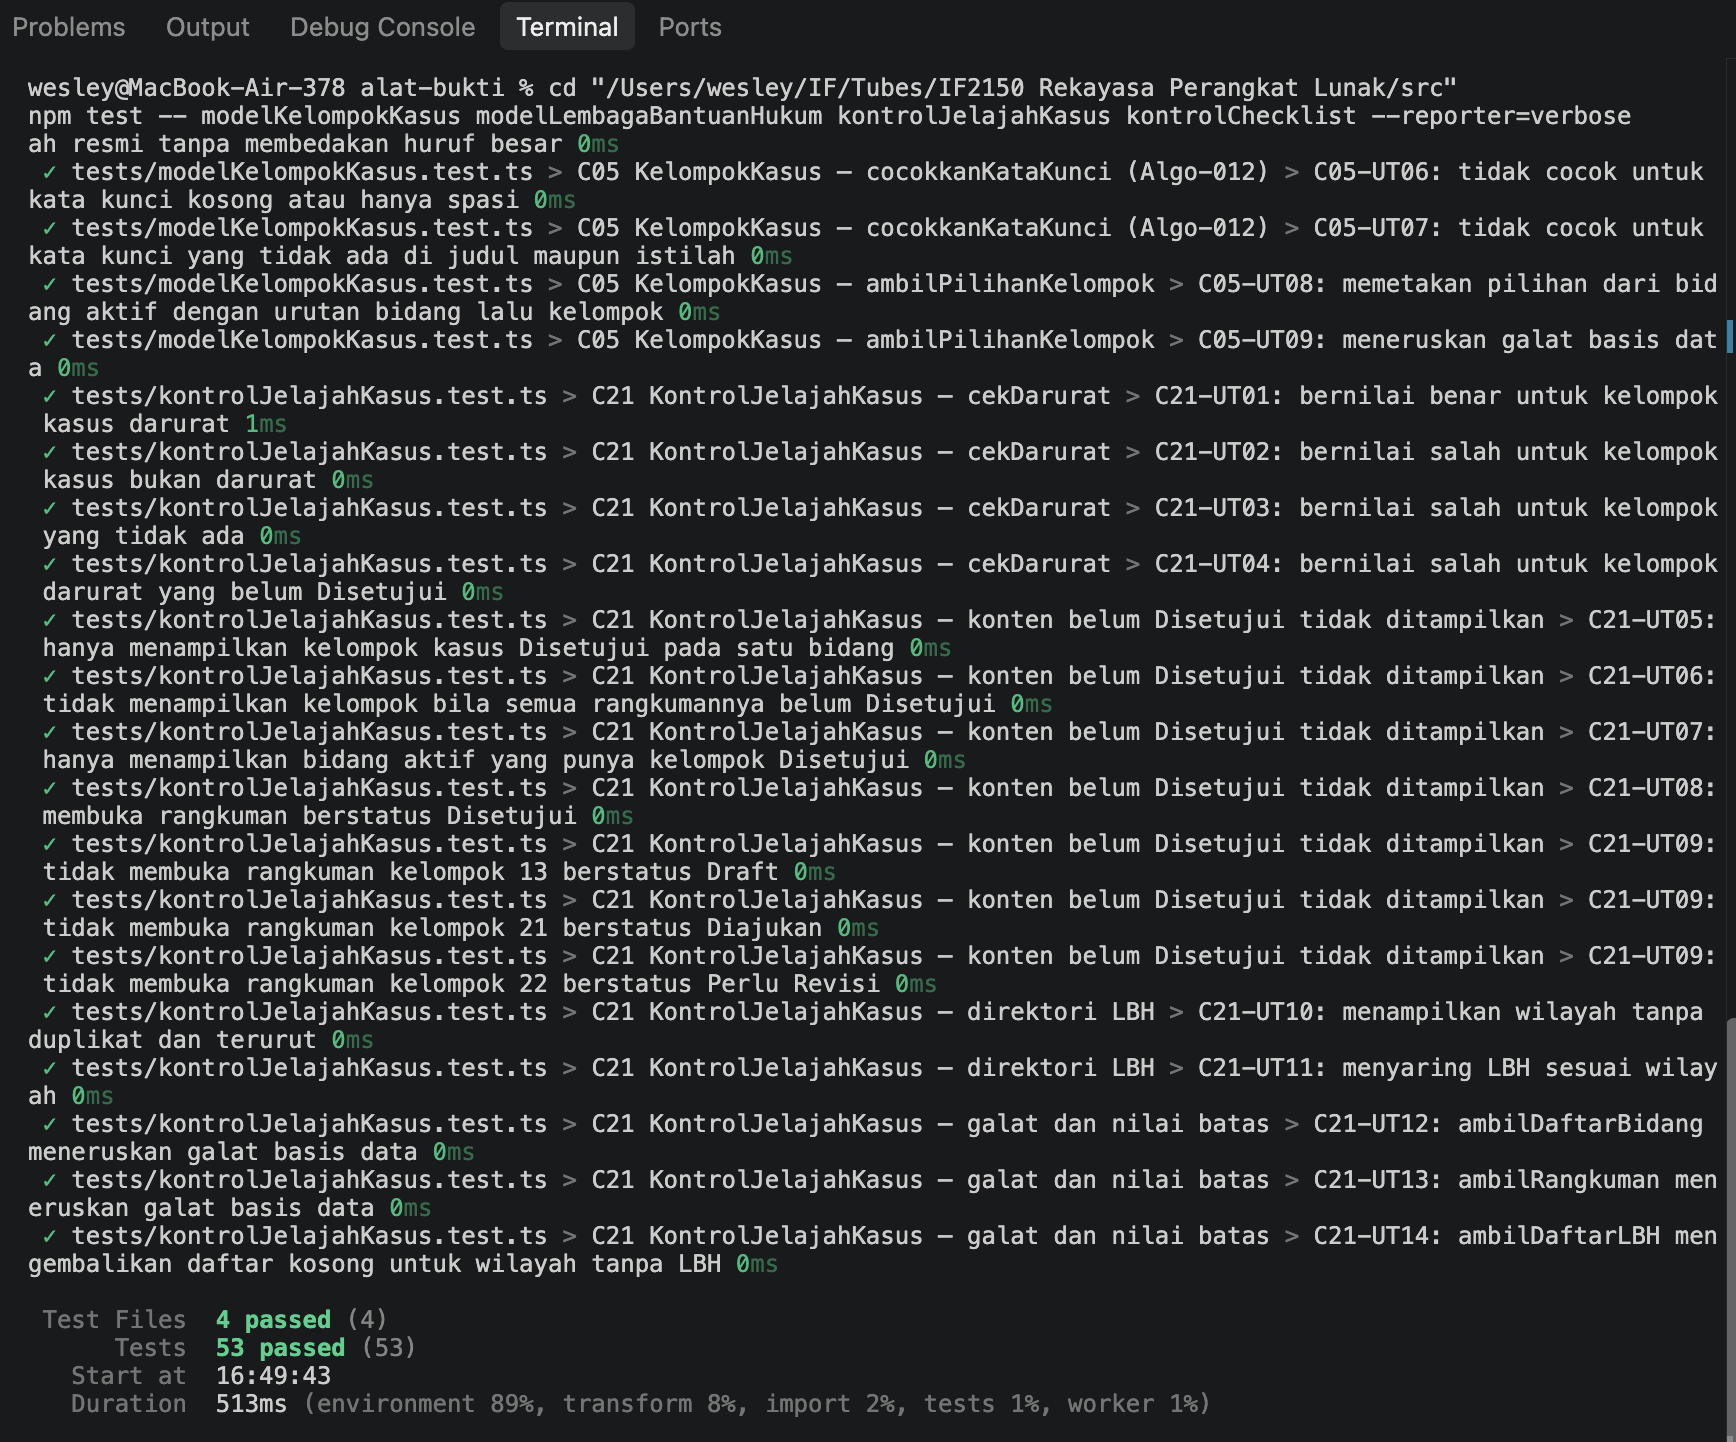 Problems Output Debug Console Terminal Ports
wesley@MacBook-Air-378 alat-bukti % cd "/Users/wesley/IF/Tubes/IF2150 Rekayasa Perangkat Lunak/src"
npm test -- modelKelompokKasus modelLembagaBantuanHukum kontrolJelajahKasus kontrolChecklist --reporter=verbose
ah resmi tanpa membedakan huruf besar 0ms
✓ tests/modelKelompokKasus.test.ts > C05 KelompokKasus — cocokkanKataKunci (Algo-012) > C05-UT06: tidak cocok untuk
kata kunci kosong atau hanya spasi 0ms
✓ tests/modelKelompokKasus.test.ts > C05 KelompokKasus — cocokkanKataKunci (Algo-012) > C05-UT07: tidak cocok untuk
kata kunci yang tidak ada di judul maupun istilah 0ms
✓ tests/modelKelompokKasus.test.ts > C05 KelompokKasus — ambilPilihanKelompok > C05-UT08: memetakan pilihan dari bid
ang aktif dengan urutan bidang lalu kelompok 0ms
✓ tests/modelKelompokKasus.test.ts > C05 KelompokKasus — ambilPilihanKelompok > C05-UT09: meneruskan galat basis dat
a 0ms
✓ tests/kontrolJelajahKasus.test.ts > C21 KontrolJelajahKasus — cekDarurat > C21-UT01: bernilai benar untuk kelompok
kasus darurat 1ms
✓ tests/kontrolJelajahKasus.test.ts > C21 KontrolJelajahKasus — cekDarurat > C21-UT02: bernilai salah untuk kelompok
kasus bukan darurat 0ms
✓ tests/kontrolJelajahKasus.test.ts > C21 KontrolJelajahKasus — cekDarurat > C21-UT03: bernilai salah untuk kelompok
yang tidak ada 0ms
✓ tests/kontrolJelajahKasus.test.ts > C21 KontrolJelajahKasus — cekDarurat > C21-UT04: bernilai salah untuk kelompok
darurat yang belum Disetujui 0ms
✓ tests/kontrolJelajahKasus.test.ts > C21 KontrolJelajahKasus — konten belum Disetujui tidak ditampilkan > C21-UT05:
hanya menampilkan kelompok kasus Disetujui pada satu bidang 0ms
✓ tests/kontrolJelajahKasus.test.ts > C21 KontrolJelajahKasus — konten belum Disetujui tidak ditampilkan > C21-UT06:
tidak menampilkan kelompok bila semua rangkumannya belum Disetujui 0ms
✓ tests/kontrolJelajahKasus.test.ts > C21 KontrolJelajahKasus — konten belum Disetujui tidak ditampilkan > C21-UT07:
hanya menampilkan bidang aktif yang punya kelompok Disetujui 0ms
✓ tests/kontrolJelajahKasus.test.ts > C21 KontrolJelajahKasus — konten belum Disetujui tidak ditampilkan > C21-UT08:
membuka rangkuman berstatus Disetujui 0ms
✓ tests/kontrolJelajahKasus.test.ts > C21 KontrolJelajahKasus — konten belum Disetujui tidak ditampilkan > C21-UT09:
tidak membuka rangkuman kelompok 13 berstatus Draft 0ms
✓ tests/kontrolJelajahKasus.test.ts > C21 KontrolJelajahKasus — konten belum Disetujui tidak ditampilkan > C21-UT09:
tidak membuka rangkuman kelompok 21 berstatus Diajukan 0ms
✓ tests/kontrolJelajahKasus.test.ts > C21 KontrolJelajahKasus — konten belum Disetujui tidak ditampilkan > C21-UT09:
tidak membuka rangkuman kelompok 22 berstatus Perlu Revisi 0ms
✓ tests/kontrolJelajahKasus.test.ts > C21 KontrolJelajahKasus — direktori LBH > C21-UT10: menampilkan wilayah tanpa
duplikat dan terurut 0ms
✓ tests/kontrolJelajahKasus.test.ts > C21 KontrolJelajahKasus — direktori LBH > C21-UT11: menyaring LBH sesuai wilay
ah 0ms
✓ tests/kontrolJelajahKasus.test.ts > C21 KontrolJelajahKasus — galat dan nilai batas > C21-UT12: ambilDaftarBidang
meneruskan galat basis data 0ms
✓ tests/kontrolJelajahKasus.test.ts > C21 KontrolJelajahKasus — galat dan nilai batas > C21-UT13: ambilRangkuman men
eruskan galat basis data 0ms
✓ tests/kontrolJelajahKasus.test.ts > C21 KontrolJelajahKasus — galat dan nilai batas > C21-UT14: ambilDaftarLBH men
gembalikan daftar kosong untuk wilayah tanpa LBH 0ms
Test Files 4 passed (4)
Tests 53 passed (53)
Start at 16:49:43
Duration 513ms (environment 89%, transform 8%, import 2%, tests 1%, worker 1%)